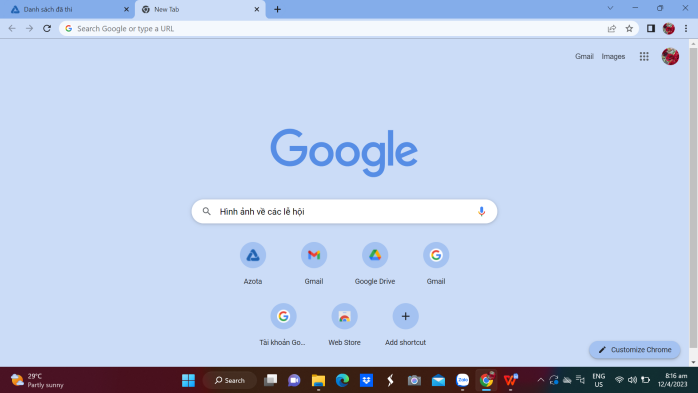 Danh sách đã thi
New Tab
Search Google or type a URL
Gmail Images
Google
Hình ảnh về các lễ hội
Azota
Gmail
Google Drive
Gmail
Tài khoản Go...
Web Store
Add shortcut
Customize Chrome
29°C
Partly sunny
Search
Zalo
ENG
US
8:16 am
12/4/2023